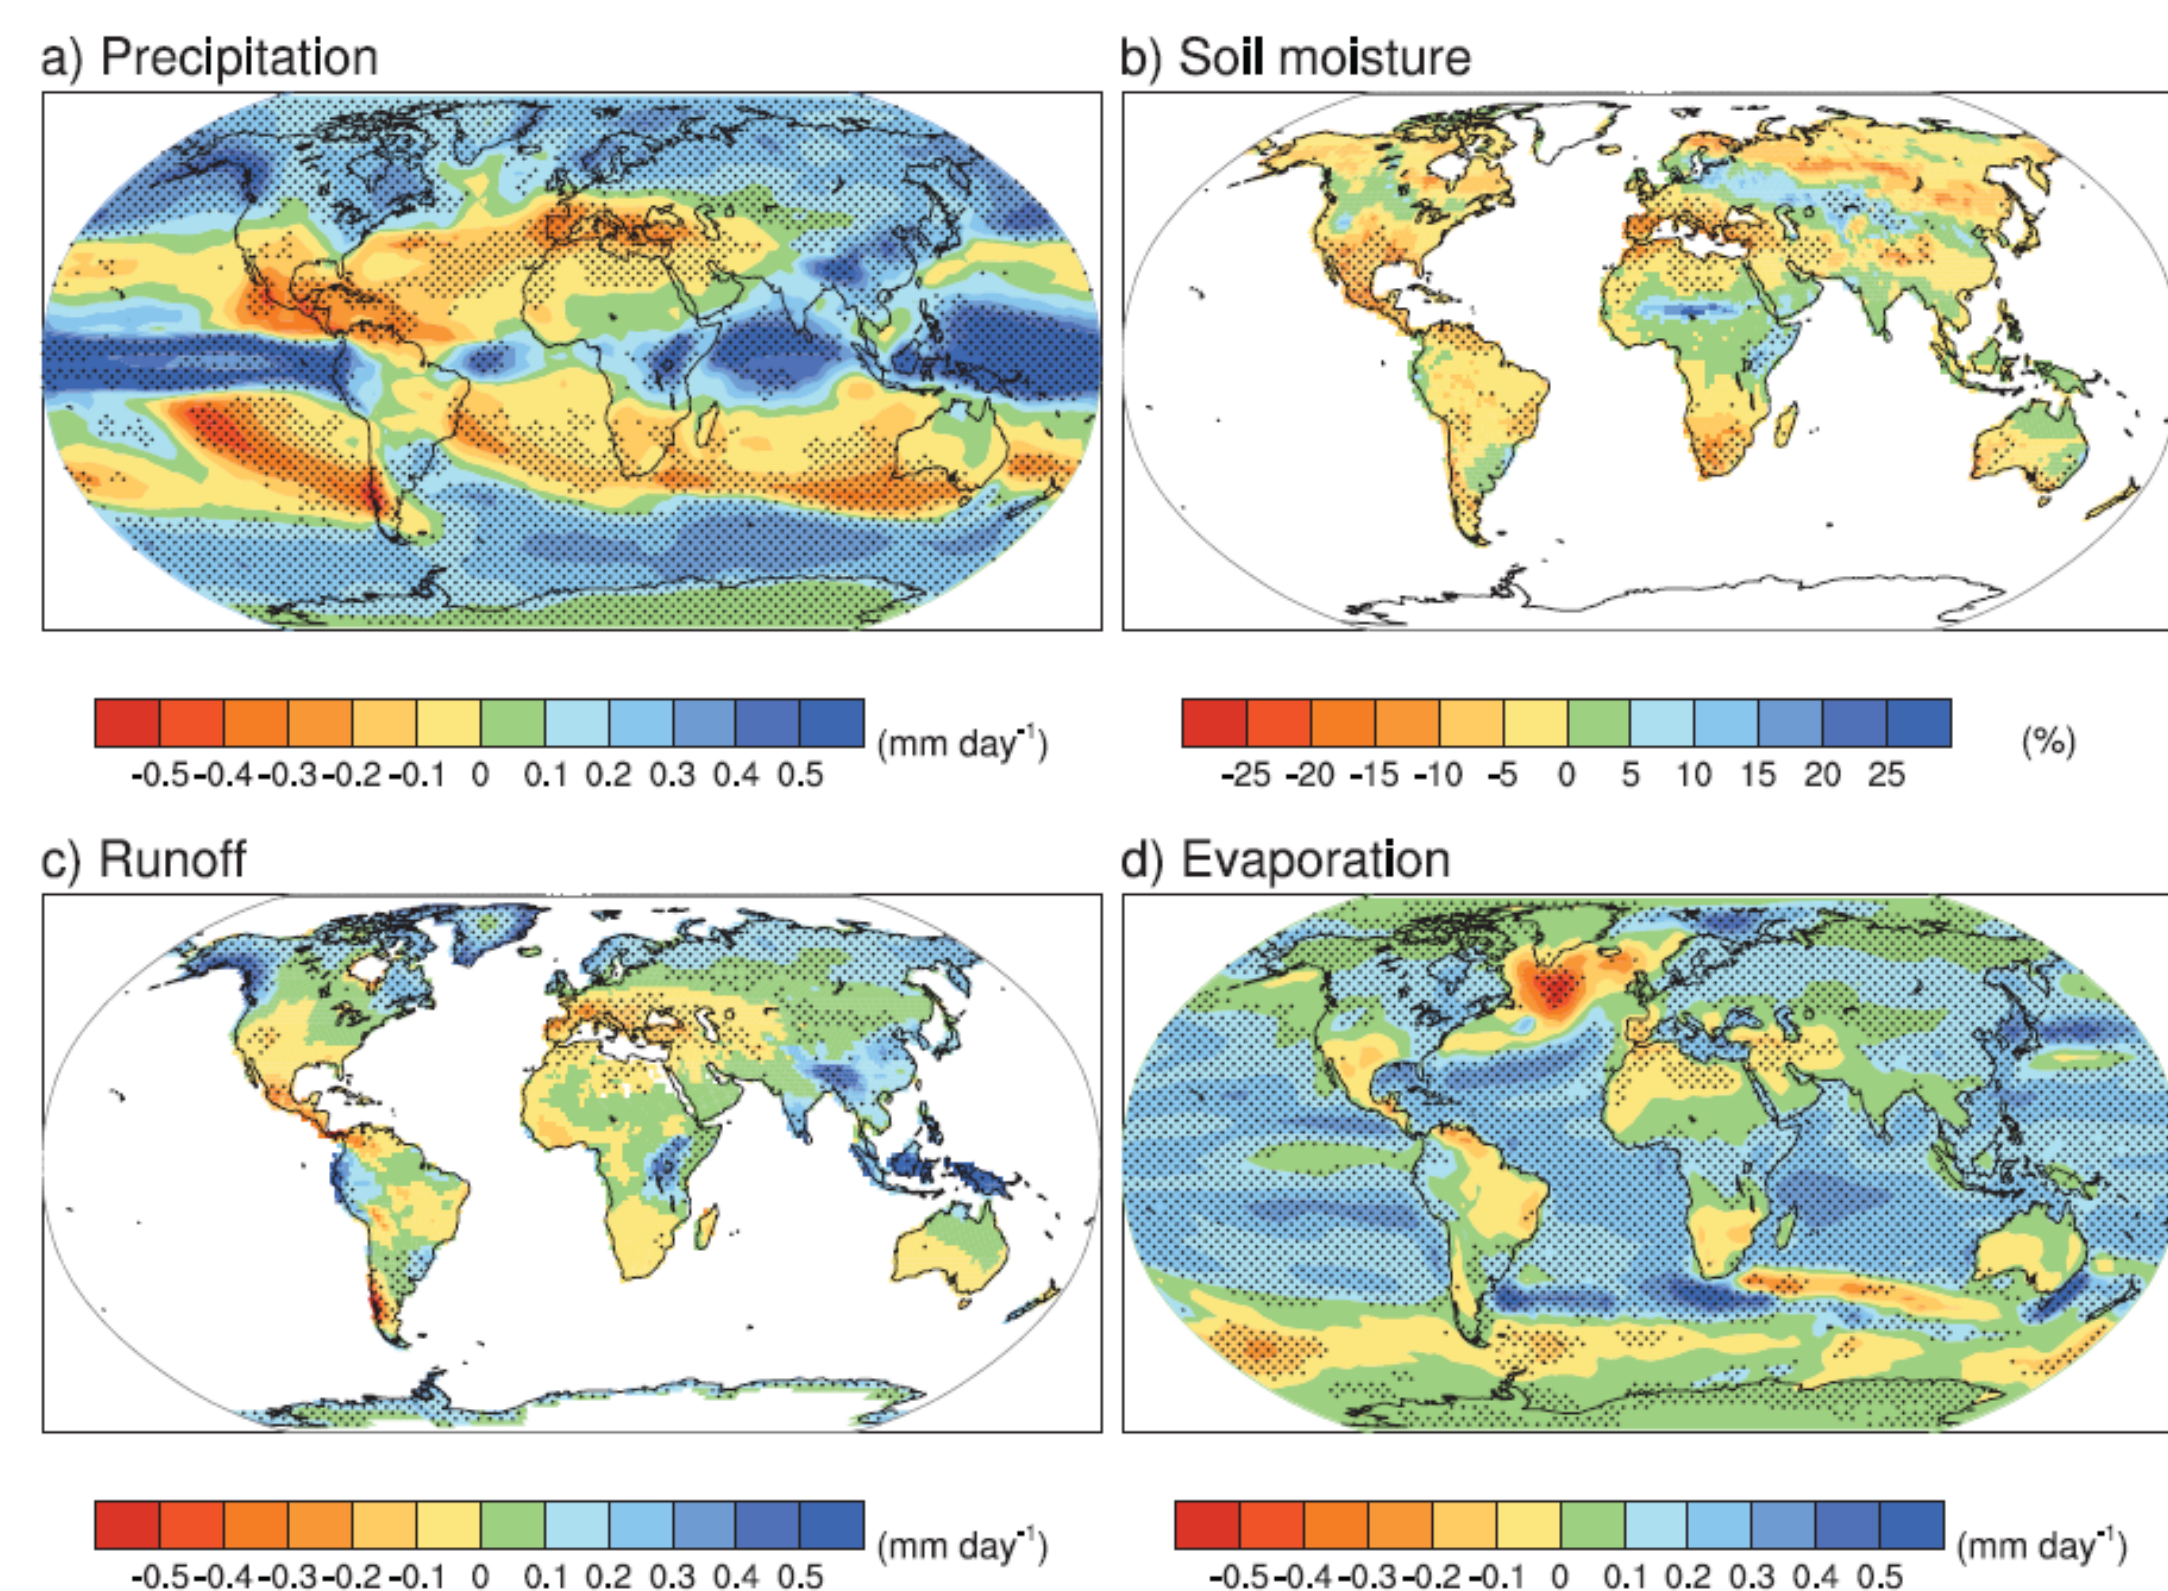 a) Precipitation
b) Soil moisture
-0.5 -0.4 -0.3 -0.2 -0.1 0 0.1 0.2 0.3 0.4 0.5 (mm day⁻¹)
-25 -20 -15 -10 -5 0 5 10 15 20 25 (%)
c) Runoff
d) Evaporation
-0.5 -0.4 -0.3 -0.2 -0.1 0 0.1 0.2 0.3 0.4 0.5 (mm day⁻¹)
-0.5 -0.4 -0.3 -0.2 -0.1 0 0.1 0.2 0.3 0.4 0.5 (mm day⁻¹)